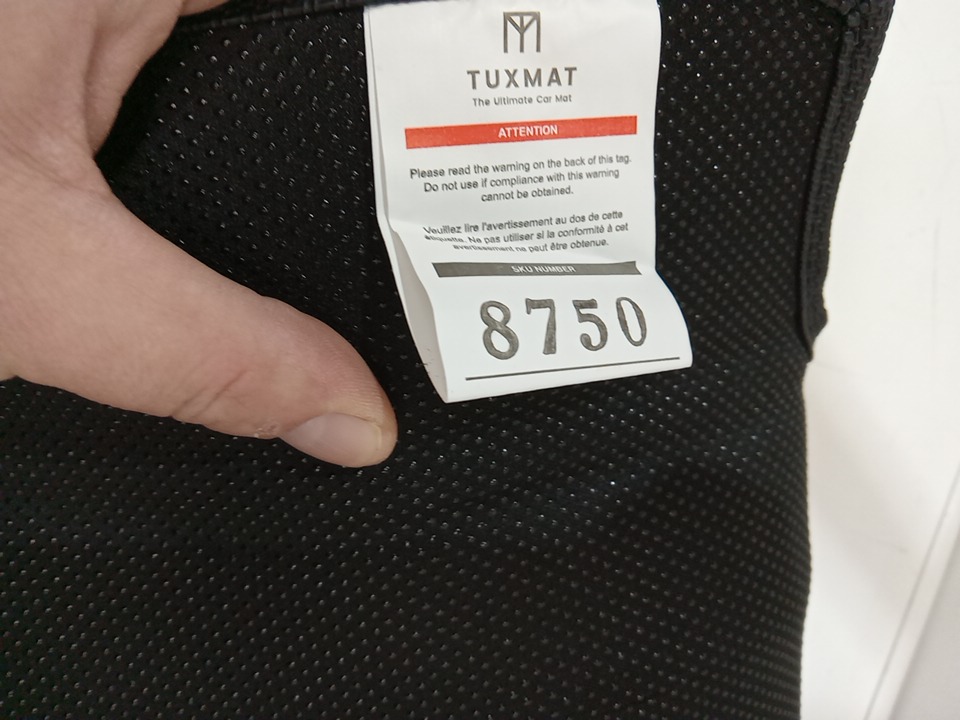 TUXMAT
The Ultimate Car Mat
ATTENTION
Please read the warning on the back of this tag.
Do not use if compliance with this warning
cannot be obtained.
Veuillez lire l'avertissement au dos de cette
étiquette. Ne pas utiliser si la conformité à cet
avertissement ne peut être obtenue.
SKU NUMBER
8750